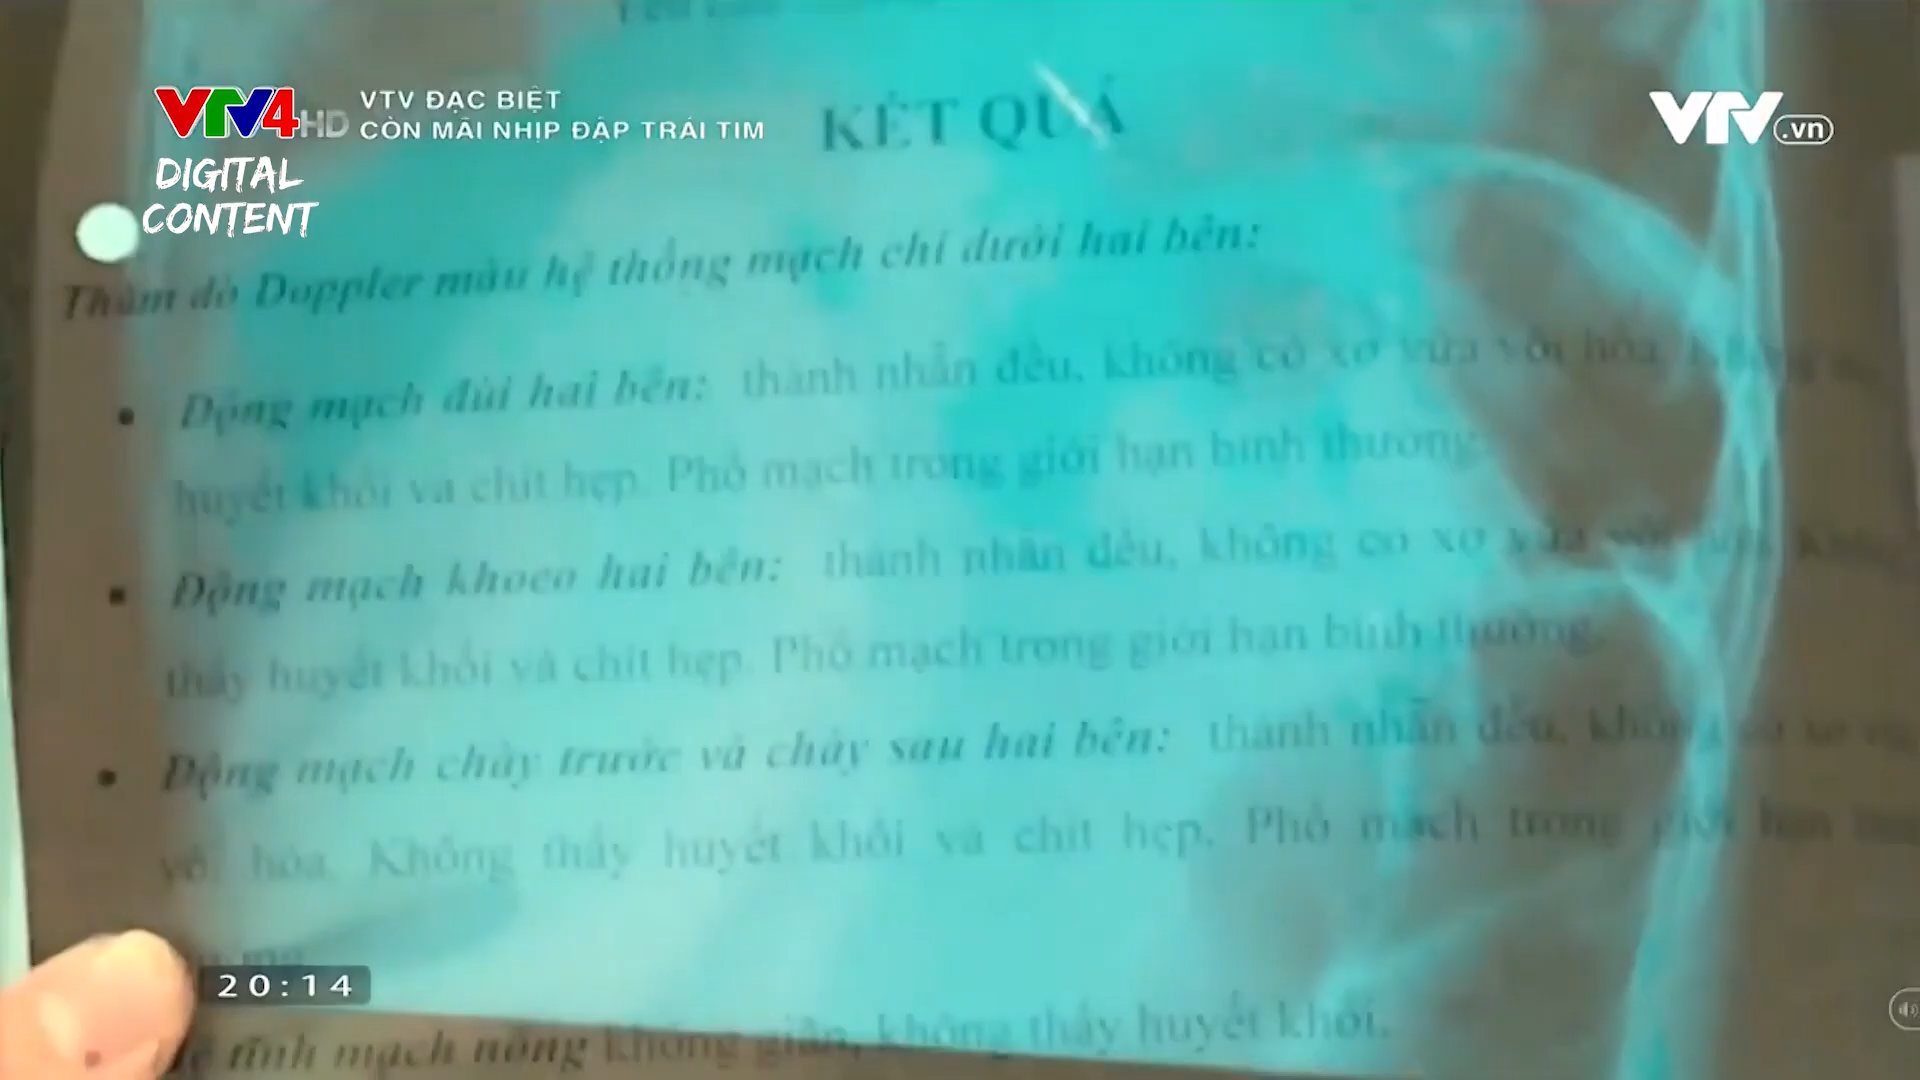 VTV4 HD
VTV ĐẶC BIỆT
CÒN MÃI NHỊP ĐẬP TRÁI TIM
DIGITAL
CONTENT
VTV.vn
KẾT QUẢ
Thăm dò Doppler màu hệ thống mạch chi dưới hai bên:
• Động mạch đùi hai bên: thành nhẵn đều, không có xơ vữa vôi hóa.
huyết khối và chít hẹp. Phổ mạch trong giới hạn bình thường.
▪ Động mạch khoeo hai bên: thành nhẵn đều, không có xơ vữa
thấy huyết khối và chít hẹp. Phổ mạch trong giới hạn bình thường.
• Động mạch chày trước và chày sau hai bên: thành nhẵn đều, không có xơ
vôi hóa. Không thấy huyết khối và chít hẹp. Phổ mạch trong giới hạn
20:14
tĩnh mạch nông không giãn, không thấy huyết khối.